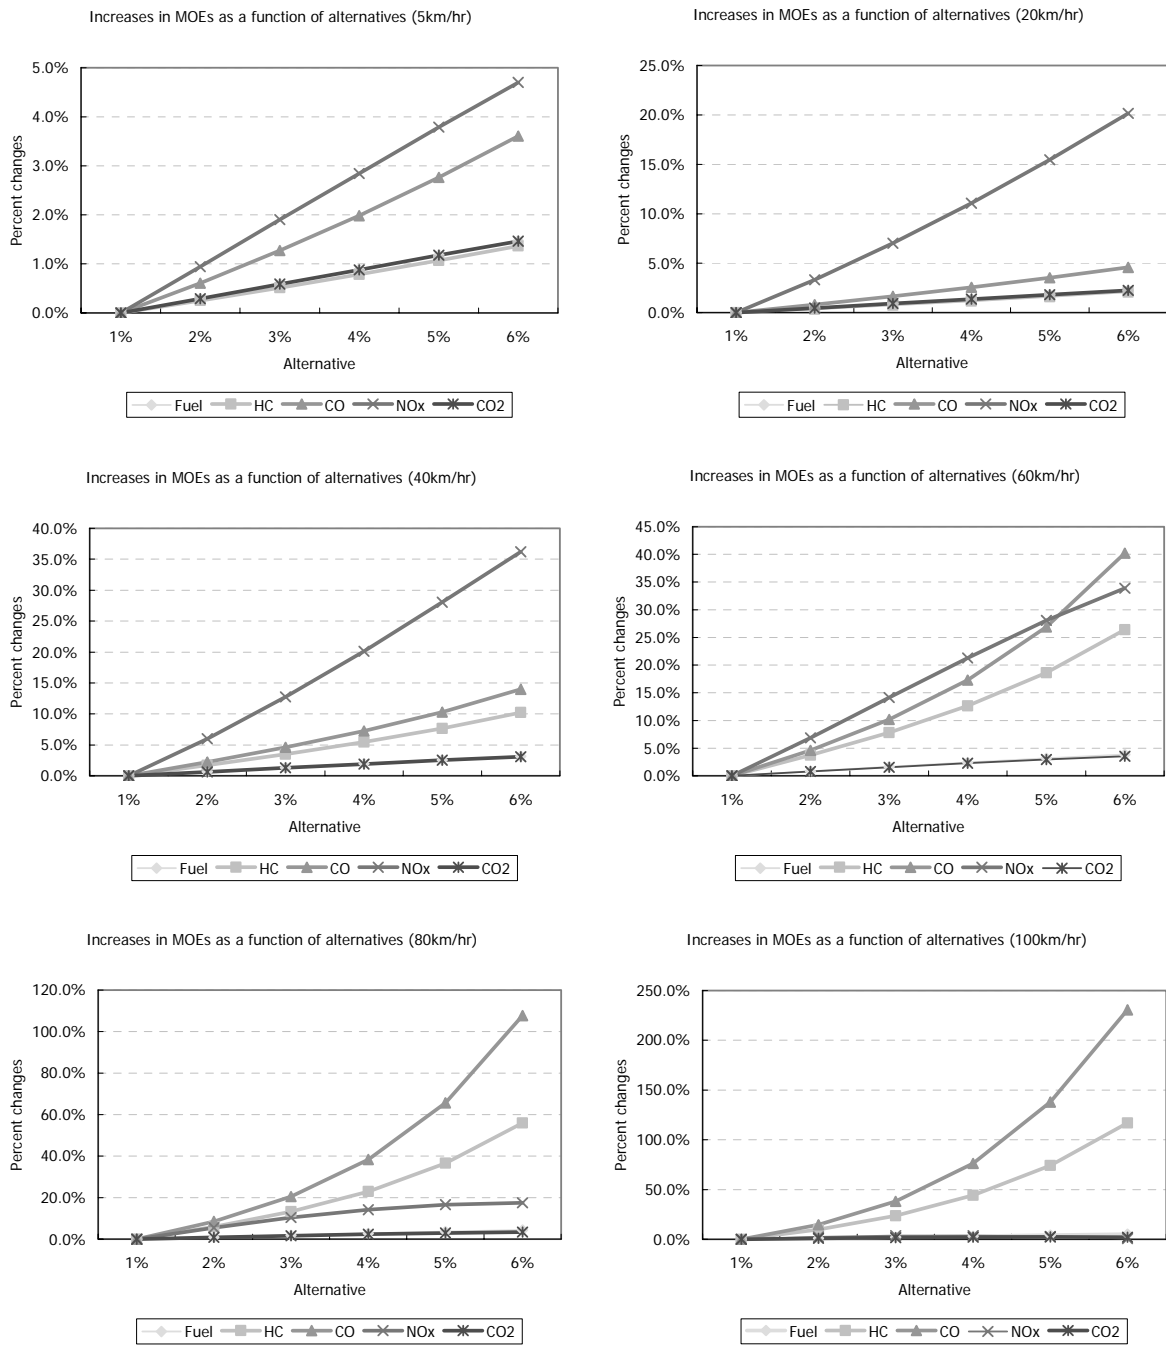 Increases in MOEs as a function of alternatives (5km/hr)
5.0%
4.0%
3.0%
2.0%
1.0%
0.0%
Percent changes
1% 2% 3% 4% 5% 6%
Alternative
Fuel HC CO NOx CO2
Increases in MOEs as a function of alternatives (20km/hr)
25.0%
20.0%
15.0%
10.0%
5.0%
0.0%
Percent changes
1% 2% 3% 4% 5% 6%
Alternative
Fuel HC CO NOx CO2
Increases in MOEs as a function of alternatives (40km/hr)
40.0%
35.0%
30.0%
25.0%
20.0%
15.0%
10.0%
5.0%
0.0%
Percent changes
1% 2% 3% 4% 5% 6%
Alternative
Fuel HC CO NOx CO2
Increases in MOEs as a function of alternatives (60km/hr)
45.0%
40.0%
35.0%
30.0%
25.0%
20.0%
15.0%
10.0%
5.0%
0.0%
Percent changes
1% 2% 3% 4% 5% 6%
Alternative
Fuel HC CO NOx CO2
Increases in MOEs as a function of alternatives (80km/hr)
120.0%
100.0%
80.0%
60.0%
40.0%
20.0%
0.0%
Percent changes
1% 2% 3% 4% 5% 6%
Alternative
Fuel HC CO NOx CO2
Increases in MOEs as a function of alternatives (100km/hr)
250.0%
200.0%
150.0%
100.0%
50.0%
0.0%
Percent changes
1% 2% 3% 4% 5% 6%
Alternative
Fuel HC CO NOx CO2